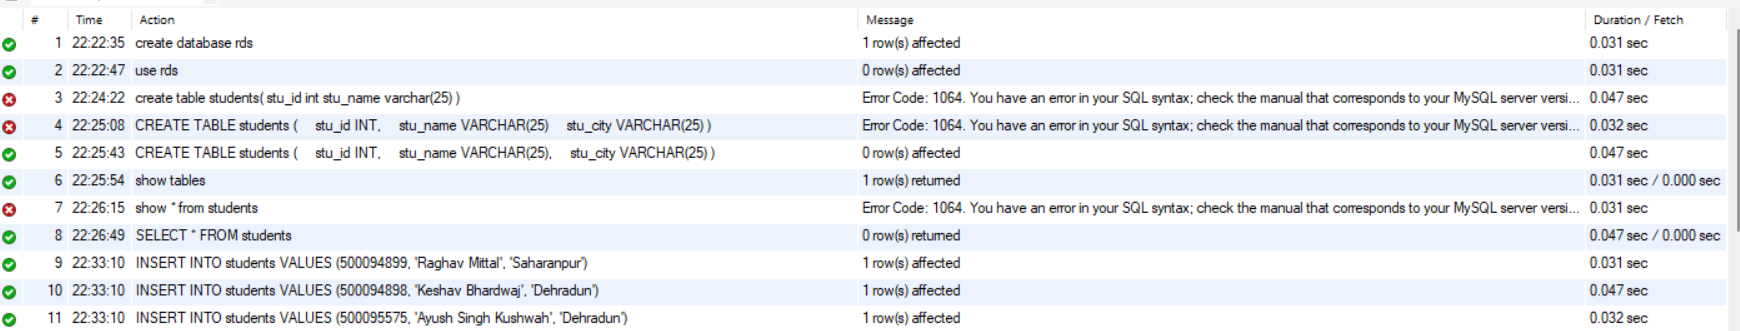 # Time Action Message Duration / Fetch
1 22:22:35 create database rds 1 row(s) affected 0.031 sec
2 22:22:47 use rds 0 row(s) affected 0.031 sec
3 22:24:22 create table students( stu_id int stu_name varchar(25) ) Error Code: 1064. You have an error in your SQL syntax; check the manual that corresponds to your MySQL server versi... 0.047 sec
4 22:25:08 CREATE TABLE students ( stu_id INT, stu_name VARCHAR(25) stu_city VARCHAR(25) ) Error Code: 1064. You have an error in your SQL syntax; check the manual that corresponds to your MySQL server versi... 0.032 sec
5 22:25:43 CREATE TABLE students ( stu_id INT, stu_name VARCHAR(25), stu_city VARCHAR(25) ) 0 row(s) affected 0.047 sec
6 22:25:54 show tables 1 row(s) returned 0.031 sec / 0.000 sec
7 22:26:15 show * from students Error Code: 1064. You have an error in your SQL syntax; check the manual that corresponds to your MySQL server versi... 0.031 sec
8 22:26:49 SELECT * FROM students 0 row(s) returned 0.047 sec / 0.000 sec
9 22:33:10 INSERT INTO students VALUES (500094899, 'Raghav Mittal', 'Saharanpur') 1 row(s) affected 0.031 sec
10 22:33:10 INSERT INTO students VALUES (500094898, 'Keshav Bhardwaj', 'Dehradun') 1 row(s) affected 0.047 sec
11 22:33:10 INSERT INTO students VALUES (500095575, 'Ayush Singh Kushwah', 'Dehradun') 1 row(s) affected 0.032 sec